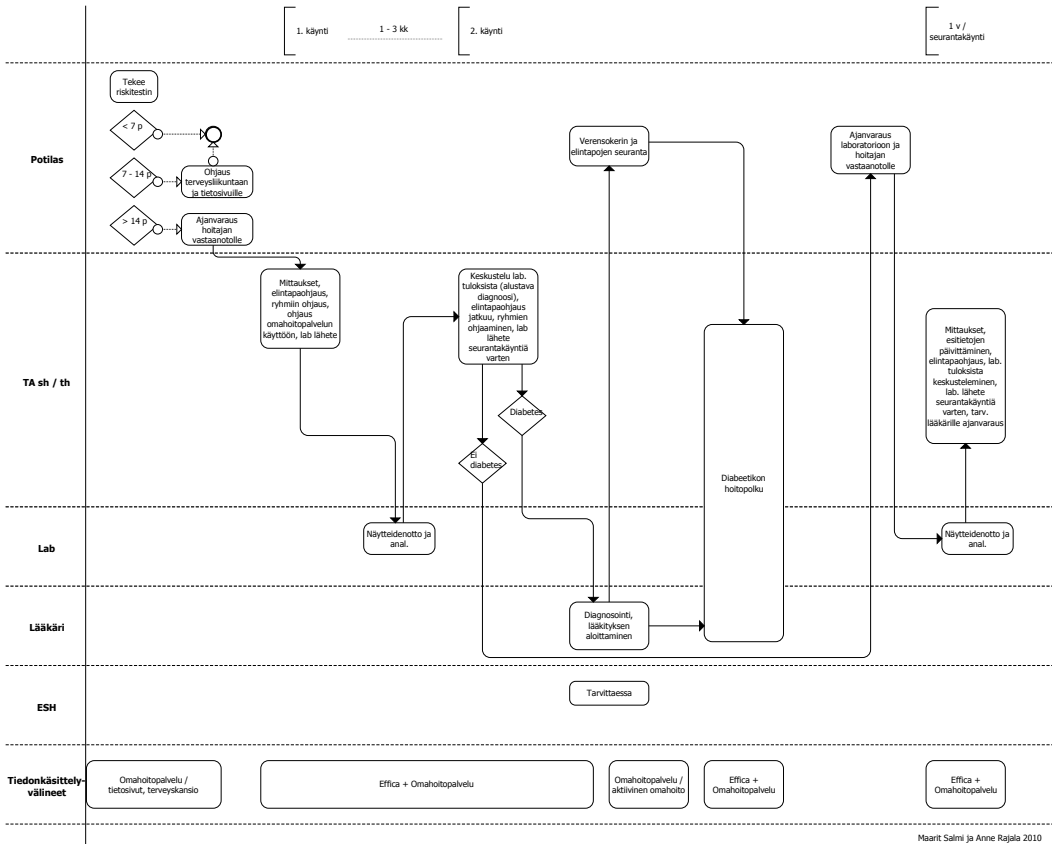 1. käynti
1 - 3 kk
2. käynti
1 v /
seurantakäynti
Potilas
Tekee
riskitestin
< 7 p
7 - 14 p
Ohjaus
terveysliikuntaan
ja tietosivuille
> 14 p
Ajanvaraus
hoitajan
vastaanotolle
Verensokerin ja
elintapojen seuranta
Ajanvaraus
laboratorioon ja
hoitajan
vastaanotolle
TA sh / th
Mittaukset,
elintapaohjaus,
ryhmiin ohjaus,
ohjaus
omahoitopalvelun
käyttöön, lab lähete
Keskustelu lab.
tuloksista (alustava
diagnoosi),
elintapaohjaus
jatkuu, ryhmien
ohjaaminen, lab
lähete
seurantakäyntiä
varten
Diabetes
Ei
diabetes
Diabeetikon
hoitopolku
Mittaukset,
esitietojen
päivittäminen,
elintapaohjaus, lab.
tuloksista
keskusteleminen,
lab. lähete
seurantakäyntiä
varten, tarv.
lääkärille ajanvaraus
Lab
Näytteidenotto ja
anal.
Näytteidenotto ja
anal.
Lääkäri
Diagnosointi,
lääkityksen
aloittaminen
ESH
Tarvittaessa
Tiedonkäsittely-
välineet
Omahoitopalvelu /
tietosivut, terveyskansio
Effica + Omahoitopalvelu
Omahoitopalvelu /
aktiivinen omahoito
Effica +
Omahoitopalvelu
Effica +
Omahoitopalvelu
Maarit Salmi ja Anne Rajala 2010